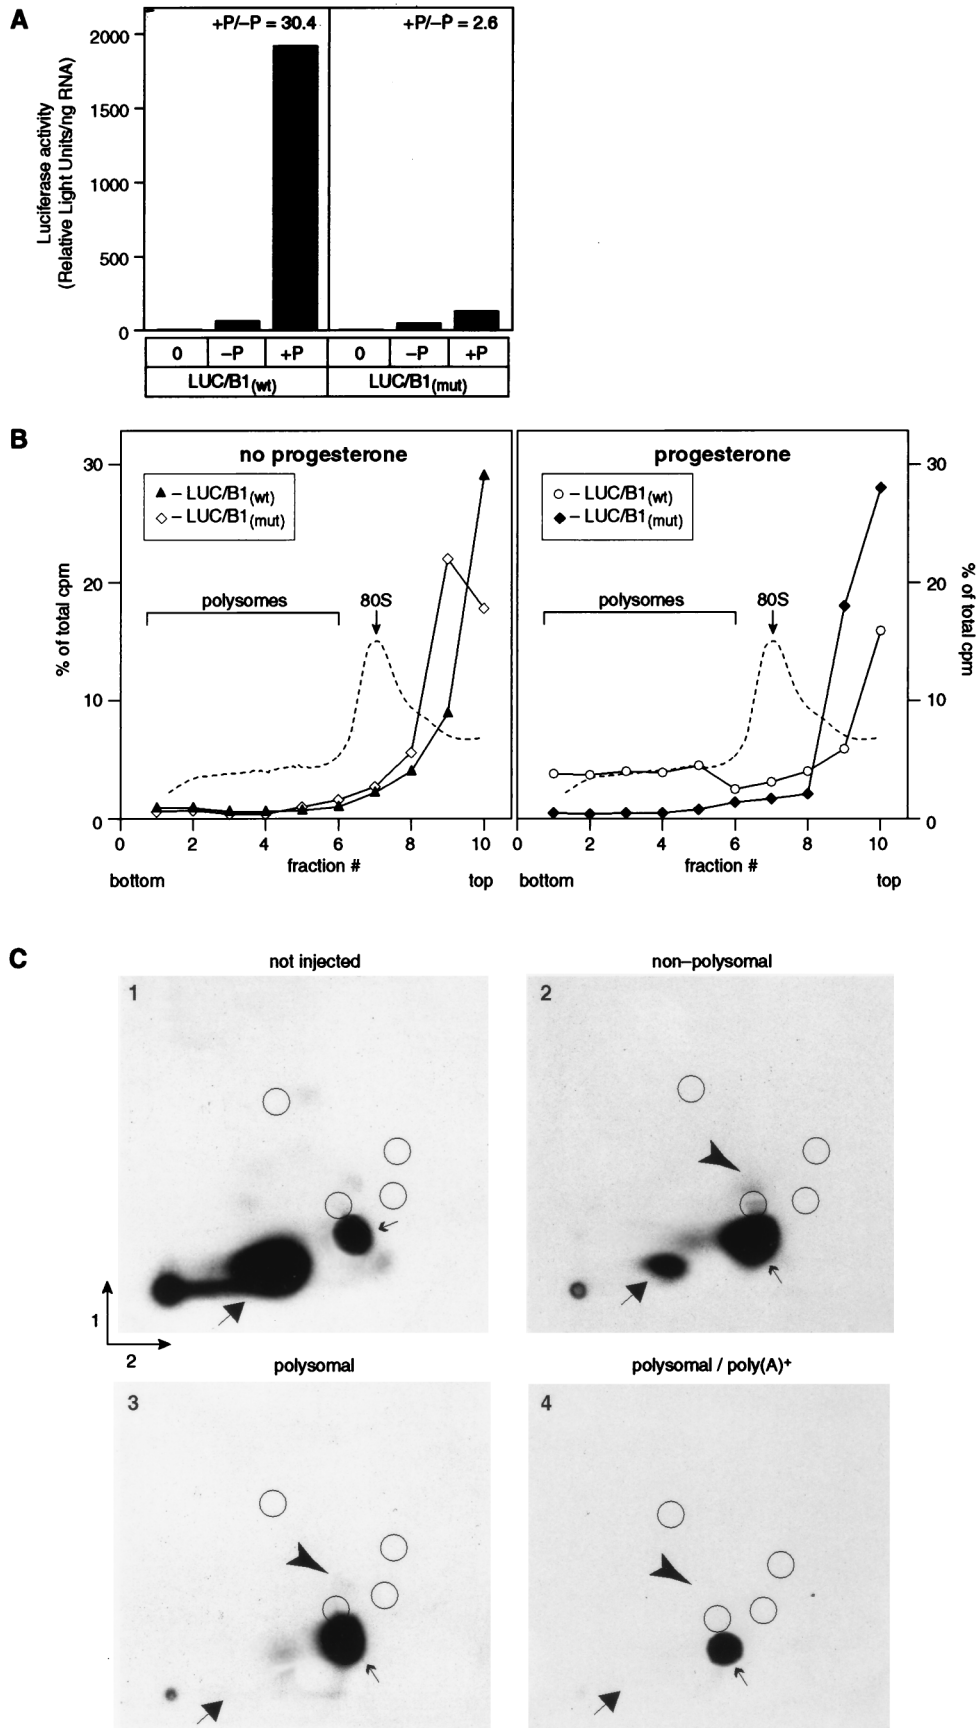 A
+P/–P = 30.4
+P/–P = 2.6
Luciferase activity
(Relative Light Units/ng RNA)
2000
1500
1000
500
0
0 –P +P 0 –P +P
LUC/B1(wt) LUC/B1(mut)
B
no progesterone
progesterone
▲ – LUC/B1(wt)
◇ – LUC/B1(mut)
○ – LUC/B1(wt)
◆ – LUC/B1(mut)
% of total cpm
30
20
10
0
polysomes
80S
polysomes
80S
30
20
10
0
% of total cpm
0 2 4 6 8 10
fraction #
bottom top
0 2 4 6 8 10
fraction #
bottom top
C
not injected
non–polysomal
1
2
1
2
polysomal
polysomal / poly(A)+
3
4